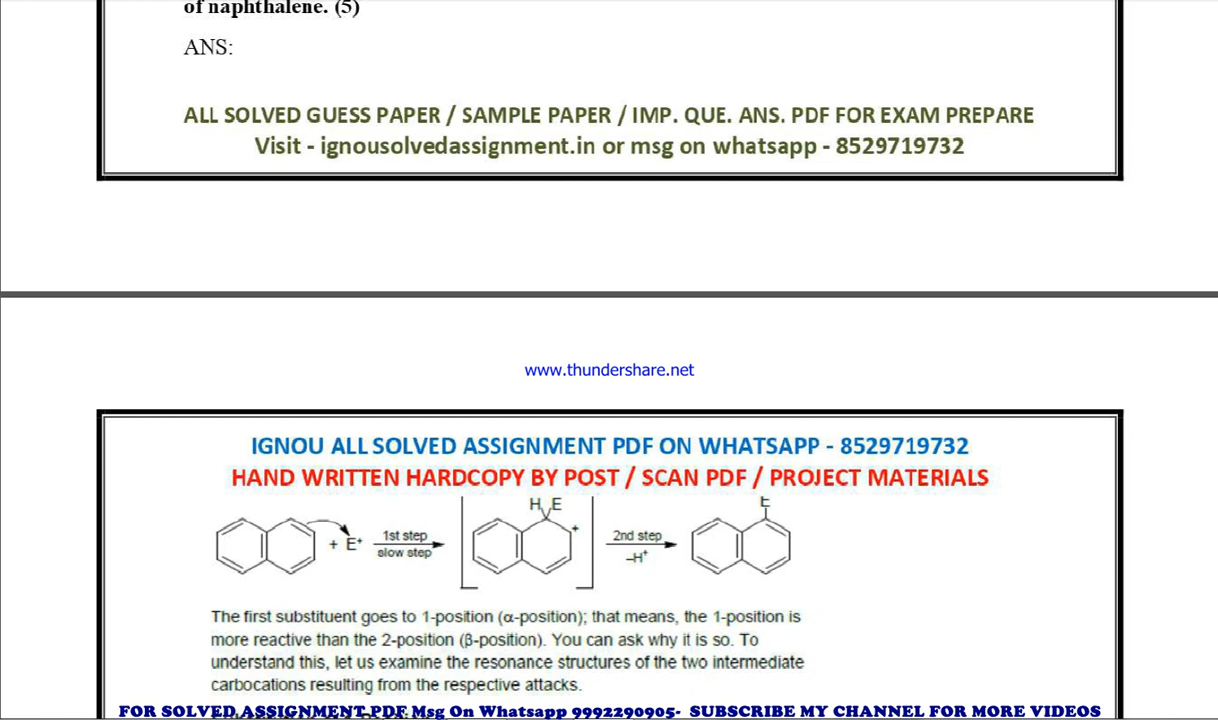 of naphthalene. (5)
ANS:
ALL SOLVED GUESS PAPER / SAMPLE PAPER / IMP. QUE. ANS. PDF FOR EXAM PREPARE
Visit - ignousolvedassignment.in or msg on whatsapp - 8529719732
www.thundershare.net
IGNOU ALL SOLVED ASSIGNMENT PDF ON WHATSAPP - 8529719732
HAND WRITTEN HARDCOPY BY POST / SCAN PDF / PROJECT MATERIALS
H E
E
+ E+
1st step
slow step
+
2nd step
–H+
The first substituent goes to 1-position (α-position); that means, the 1-position is
more reactive than the 2-position (β-position). You can ask why it is so. To
understand this, let us examine the resonance structures of the two intermediate
carbocations resulting from the respective attacks.
FOR SOLVED ASSIGNMENT PDF Msg On Whatsapp 9992290905- SUBSCRIBE MY CHANNEL FOR MORE VIDEOS